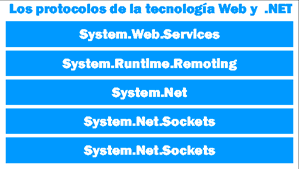 Los protocolos de la tecnología Web y .NET
System.Web.Services
System.Runtime.Remoting
System.Net
System.Net.Sockets
System.Net.Sockets